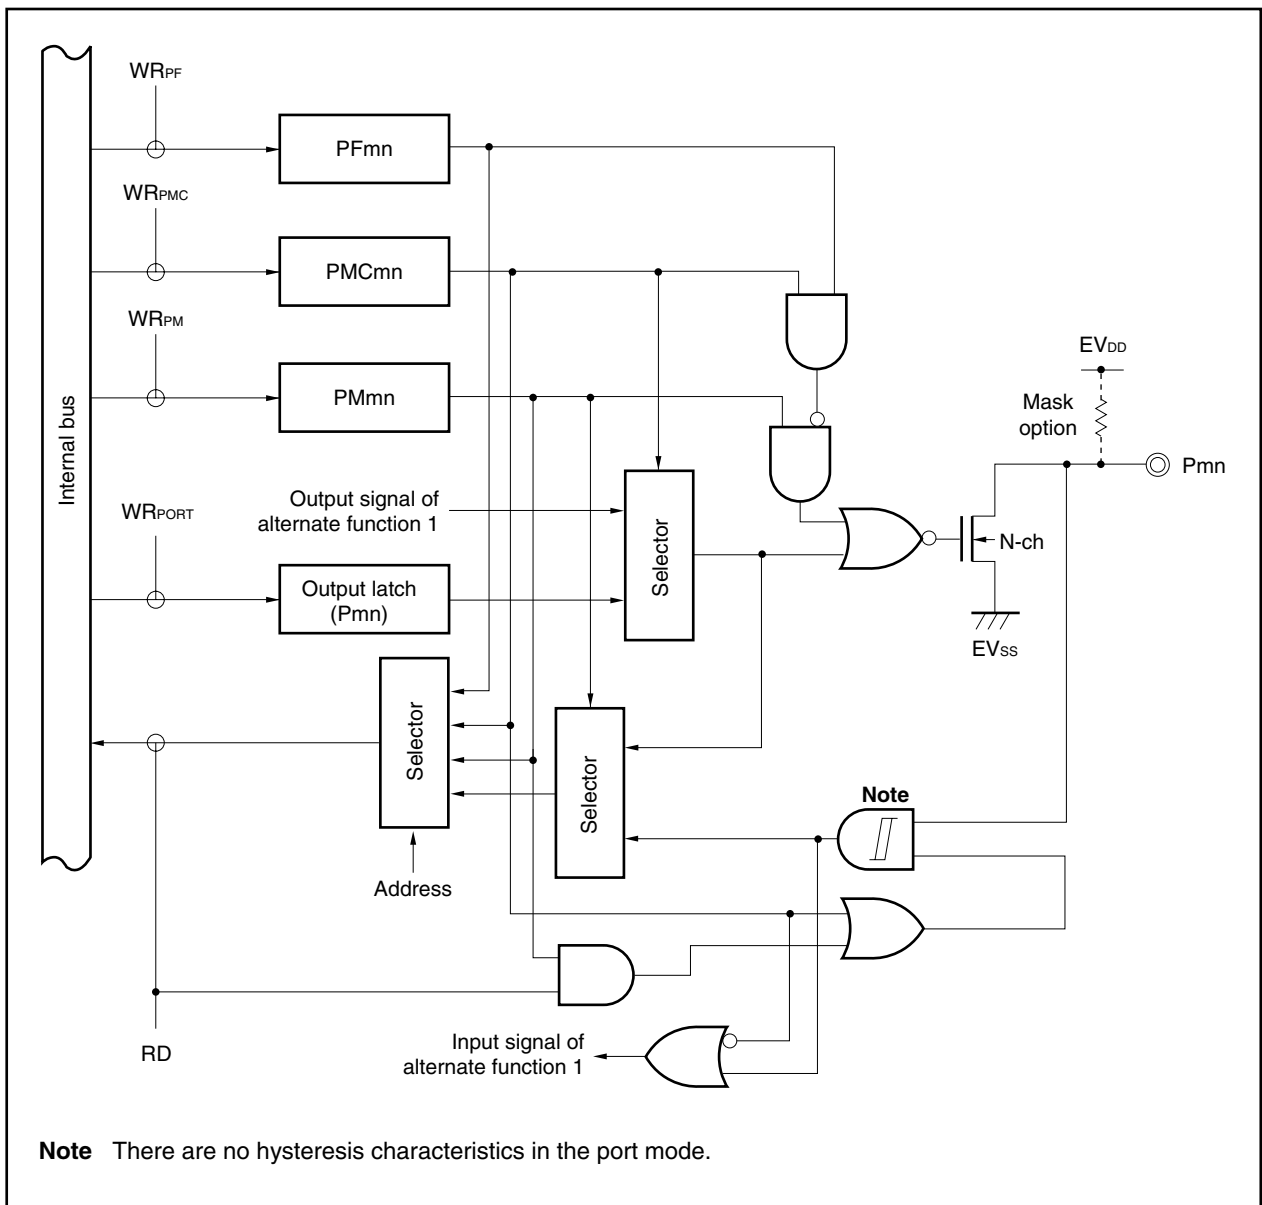 WRPF
PFmn
WRPMC
PMCmn
WRPM
PMmn
EVDD
Mask
option
Pmn
Internal bus
Output signal of
alternate function 1
WRPORT
Selector
N-ch
Output latch
(Pmn)
EVSS
Selector
Selector
Note
Address
Input signal of
alternate function 1
RD
Note There are no hysteresis characteristics in the port mode.